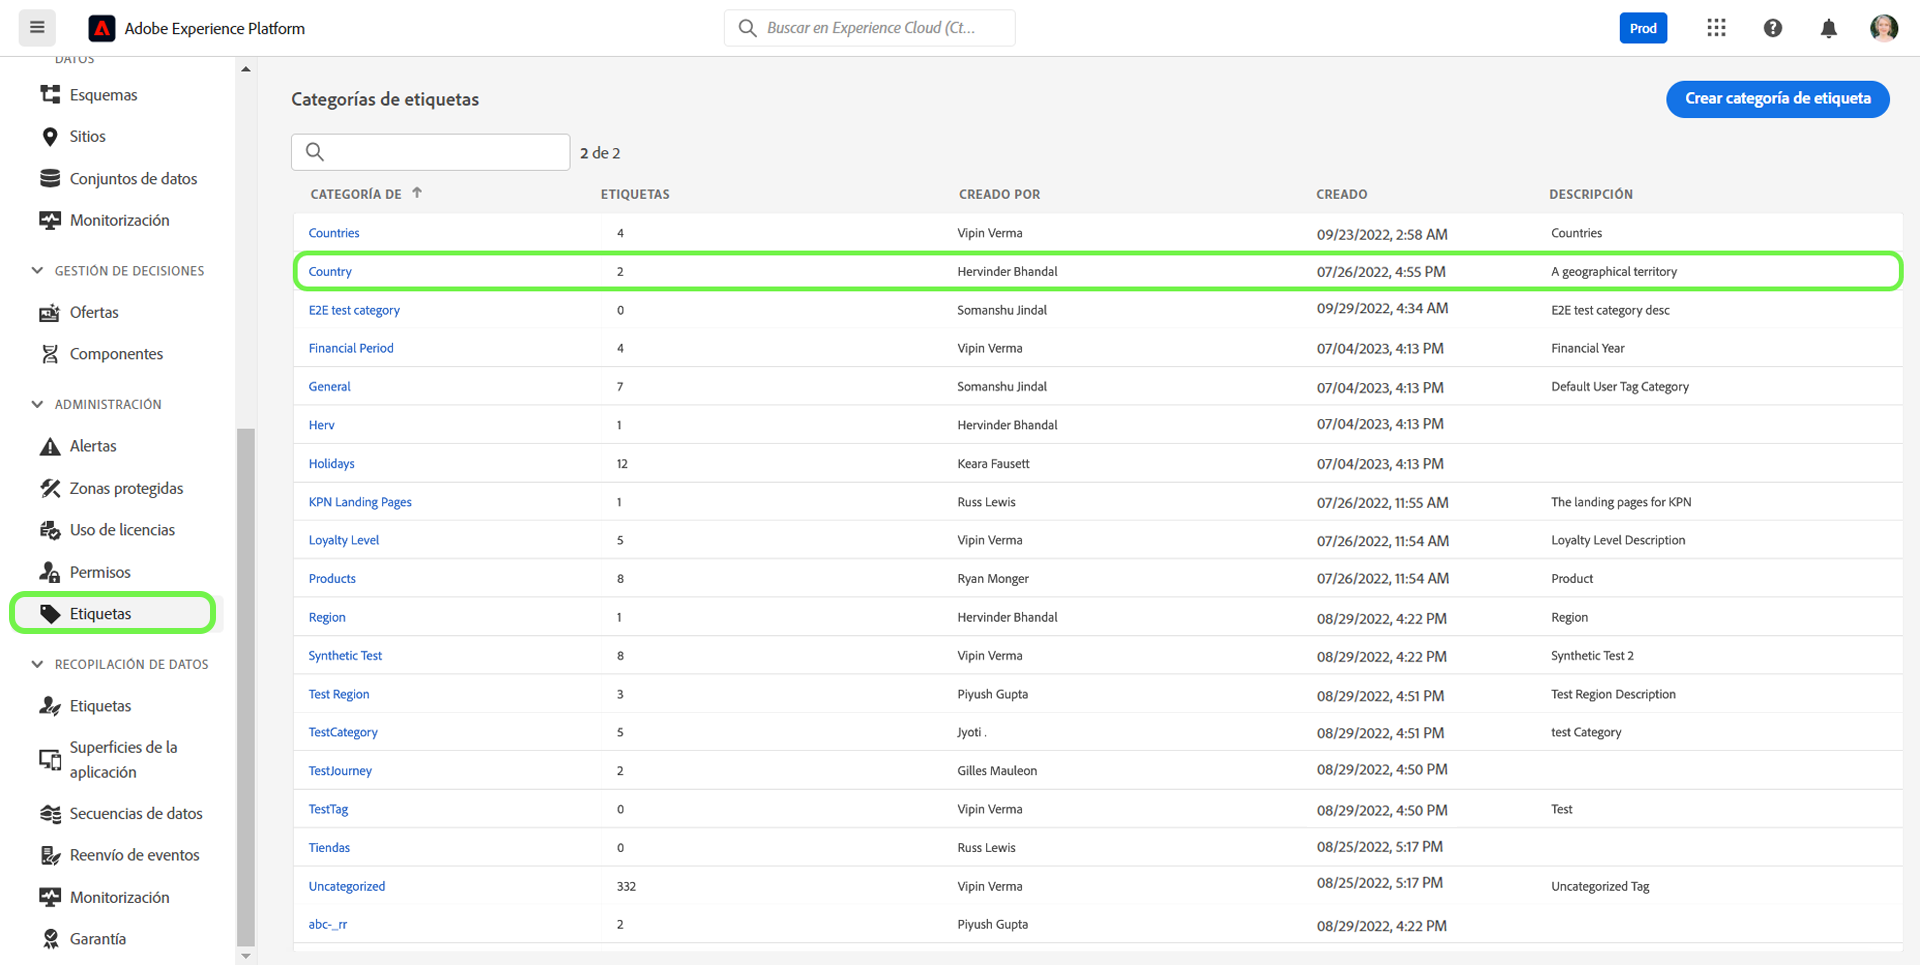 Adobe Experience Platform
Buscar en Experience Cloud (Ct...
Prod
DATOS
Esquemas
Sitios
Conjuntos de datos
Monitorización
GESTIÓN DE DECISIONES
Ofertas
Componentes
ADMINISTRACIÓN
Alertas
Zonas protegidas
Uso de licencias
Permisos
Etiquetas
RECOPILACIÓN DE DATOS
Etiquetas
Superficies de la
aplicación
Secuencias de datos
Reenvío de eventos
Monitorización
Garantía
Categorías de etiquetas
Crear categoría de etiqueta
2 de 2
CATEGORÍA DE ETIQUETAS CREADO POR CREADO DESCRIPCIÓN
Countries 4 Vipin Verma 09/23/2022, 2:58 AM Countries
Country 2 Hervinder Bhandal 07/26/2022, 4:55 PM A geographical territory
E2E test category 0 Somanshu Jindal 09/29/2022, 4:34 AM E2E test category desc
Financial Period 4 Vipin Verma 07/04/2023, 4:13 PM Financial Year
General 7 Somanshu Jindal 07/04/2023, 4:13 PM Default User Tag Category
Herv 1 Hervinder Bhandal 07/04/2023, 4:13 PM
Holidays 12 Keara Fausett 07/04/2023, 4:13 PM
KPN Landing Pages 1 Russ Lewis 07/26/2022, 11:55 AM The landing pages for KPN
Loyalty Level 5 Vipin Verma 07/26/2022, 11:54 AM Loyalty Level Description
Products 8 Ryan Monger 07/26/2022, 11:54 AM Product
Region 1 Hervinder Bhandal 08/29/2022, 4:22 PM Region
Synthetic Test 8 Vipin Verma 08/29/2022, 4:22 PM Synthetic Test 2
Test Region 3 Piyush Gupta 08/29/2022, 4:51 PM Test Region Description
TestCategory 5 Jyoti . 08/29/2022, 4:51 PM test Category
TestJourney 2 Gilles Mauleon 08/29/2022, 4:50 PM
TestTag 0 Vipin Verma 08/29/2022, 4:50 PM Test
Tiendas 0 Russ Lewis 08/25/2022, 5:17 PM
Uncategorized 332 Vipin Verma 08/25/2022, 5:17 PM Uncategorized Tag
abc-_rr 2 Piyush Gupta 08/29/2022, 4:22 PM